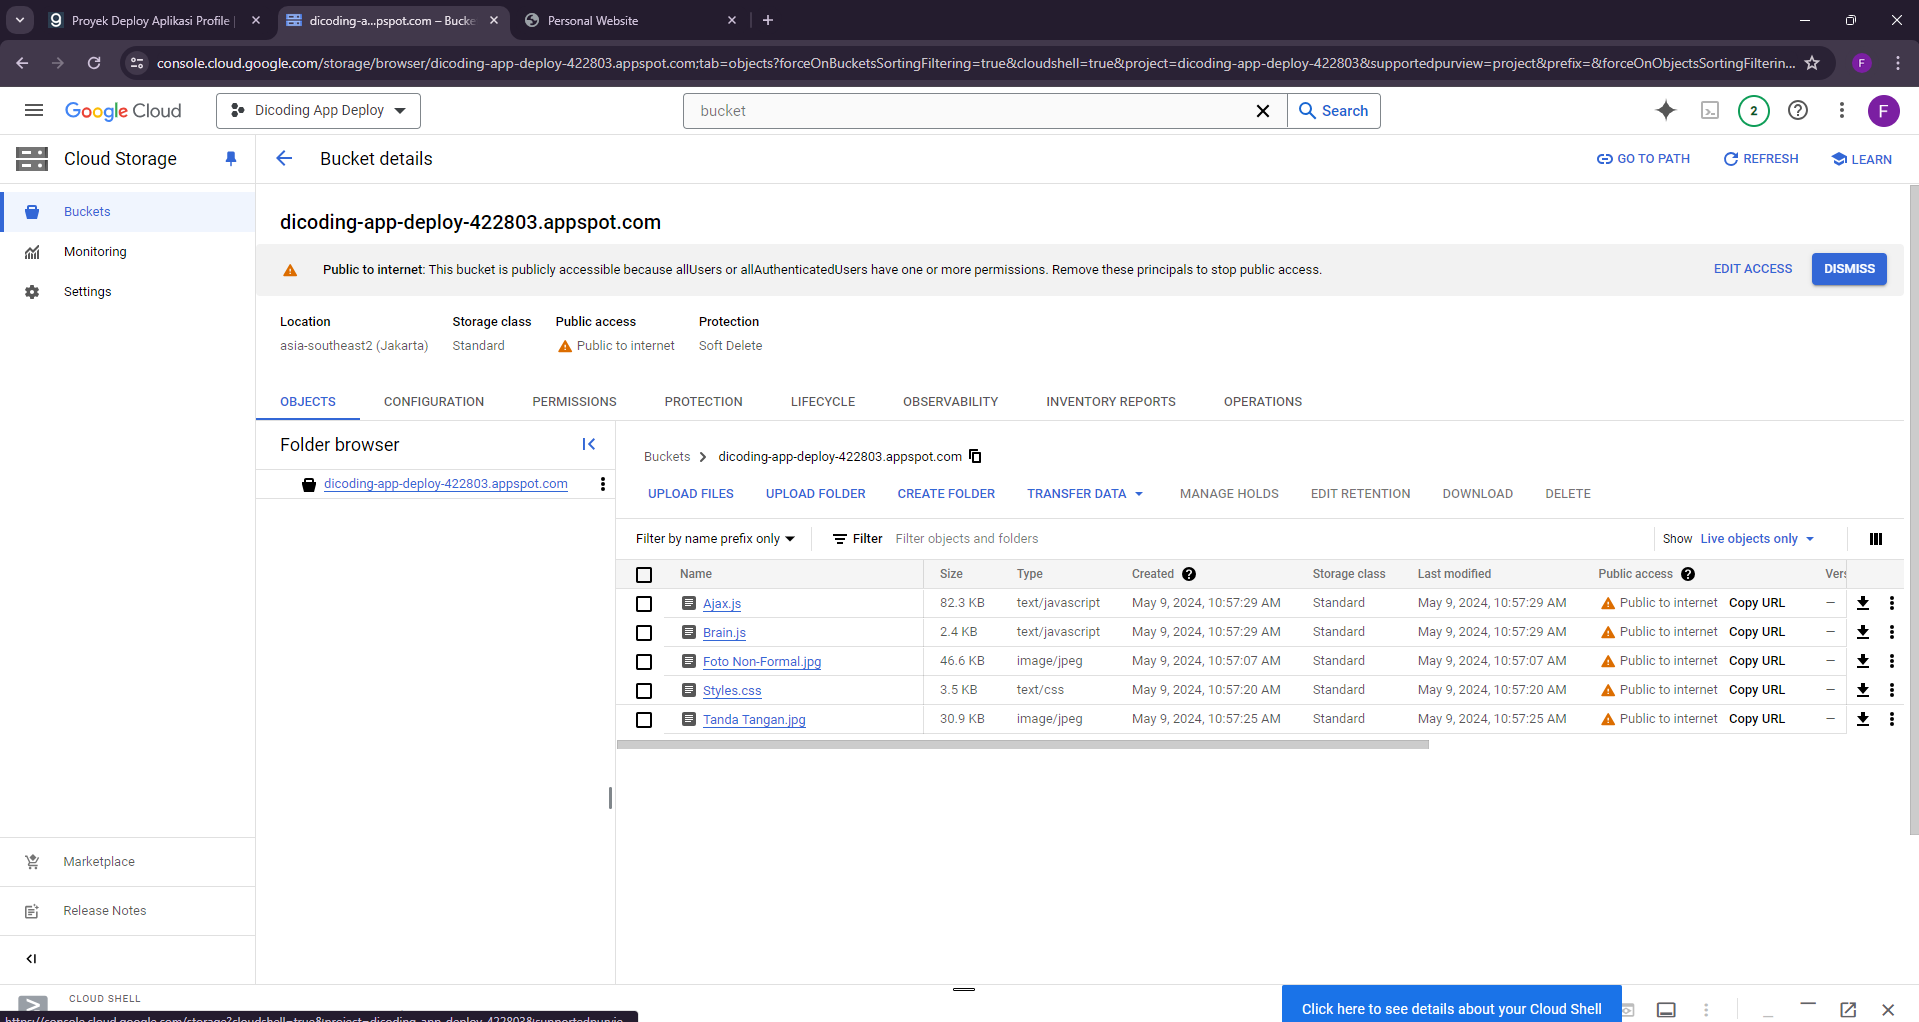 Proyek Deploy Aplikasi Profile
dicoding-a...pspot.com – Bucke
Personal Website
console.cloud.google.com/storage/browser/dicoding-app-deploy-422803.appspot.com;tab=objects?forceOnBucketsSortingFiltering=true&cloudshell=true&project=dicoding-app-deploy-422803&supportedpurview=project&prefix=&forceOnObjectsSortingFilterin...
F
Google Cloud
Dicoding App Deploy
bucket
Search
2
F
Cloud Storage
Bucket details
GO TO PATH
REFRESH
LEARN
Buckets
Monitoring
Settings
dicoding-app-deploy-422803.appspot.com
Public to internet: This bucket is publicly accessible because allUsers or allAuthenticatedUsers have one or more permissions. Remove these principals to stop public access.
EDIT ACCESS
DISMISS
Location Storage class Public access Protection
asia-southeast2 (Jakarta) Standard Public to internet Soft Delete
OBJECTS CONFIGURATION PERMISSIONS PROTECTION LIFECYCLE OBSERVABILITY INVENTORY REPORTS OPERATIONS
Folder browser
dicoding-app-deploy-422803.appspot.com
Buckets > dicoding-app-deploy-422803.appspot.com
UPLOAD FILES UPLOAD FOLDER CREATE FOLDER TRANSFER DATA MANAGE HOLDS EDIT RETENTION DOWNLOAD DELETE
Filter by name prefix only Filter Filter objects and folders Show Live objects only
Name Size Type Created Storage class Last modified Public access Vers
Ajax.js 82.3 KB text/javascript May 9, 2024, 10:57:29 AM Standard May 9, 2024, 10:57:29 AM Public to internet Copy URL –
Brain.js 2.4 KB text/javascript May 9, 2024, 10:57:29 AM Standard May 9, 2024, 10:57:29 AM Public to internet Copy URL –
Foto Non-Formal.jpg 46.6 KB image/jpeg May 9, 2024, 10:57:07 AM Standard May 9, 2024, 10:57:07 AM Public to internet Copy URL –
Styles.css 3.5 KB text/css May 9, 2024, 10:57:20 AM Standard May 9, 2024, 10:57:20 AM Public to internet Copy URL –
Tanda Tangan.jpg 30.9 KB image/jpeg May 9, 2024, 10:57:25 AM Standard May 9, 2024, 10:57:25 AM Public to internet Copy URL –
Marketplace
Release Notes
CLOUD SHELL
Click here to see details about your Cloud Shell
https://console.cloud.google.com/storage?cloudshell=true&project=dicoding-app-deploy-422803&supportedpurvie...